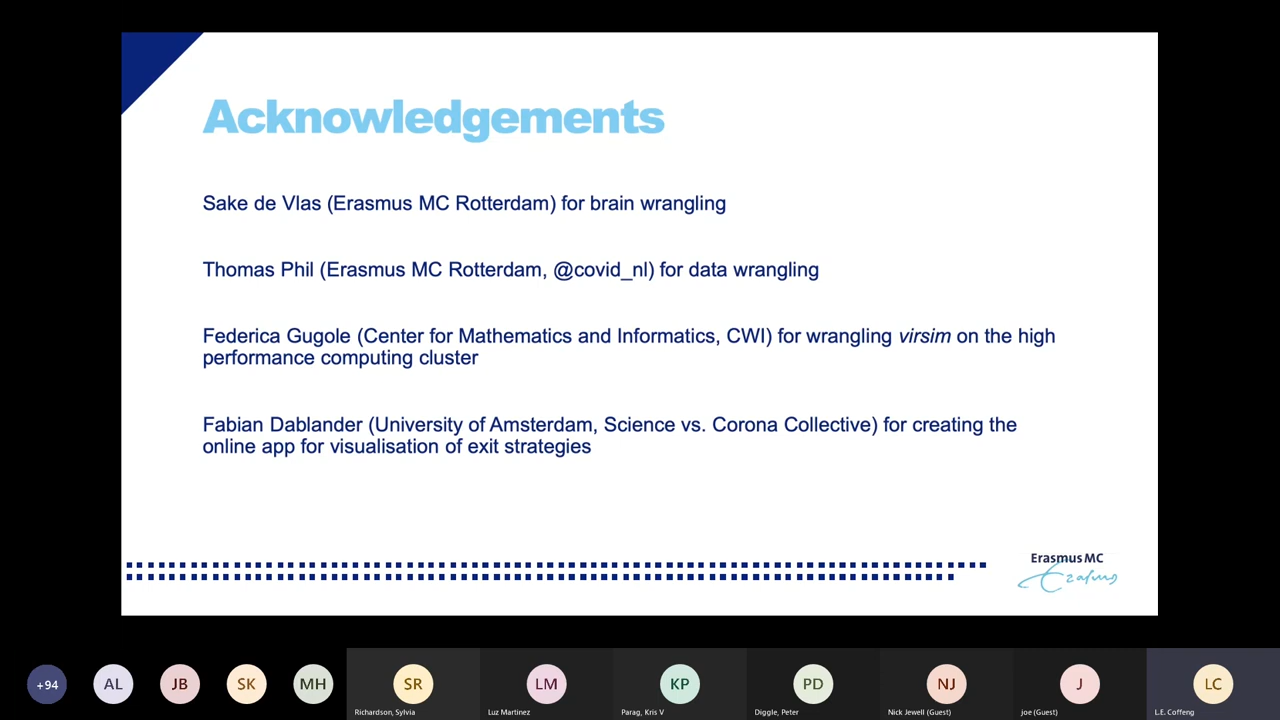 Acknowledgements
Sake de Vlas (Erasmus MC Rotterdam) for brain wrangling
Thomas Phil (Erasmus MC Rotterdam, @covid_nl) for data wrangling
Federica Gugole (Center for Mathematics and Informatics, CWI) for wrangling virsim on the high
performance computing cluster
Fabian Dablander (University of Amsterdam, Science vs. Corona Collective) for creating the
online app for visualisation of exit strategies
Erasmus MC
Erasmus
+94
AL
JB
SK
MH
SR
LM
KP
PD
NJ
J
LC
Richardson, Sylvia
Luz Martinez
Parag, Kris V
Diggle, Peter
Nick Jewell (Guest)
joe (Guest)
L.E. Coffeng